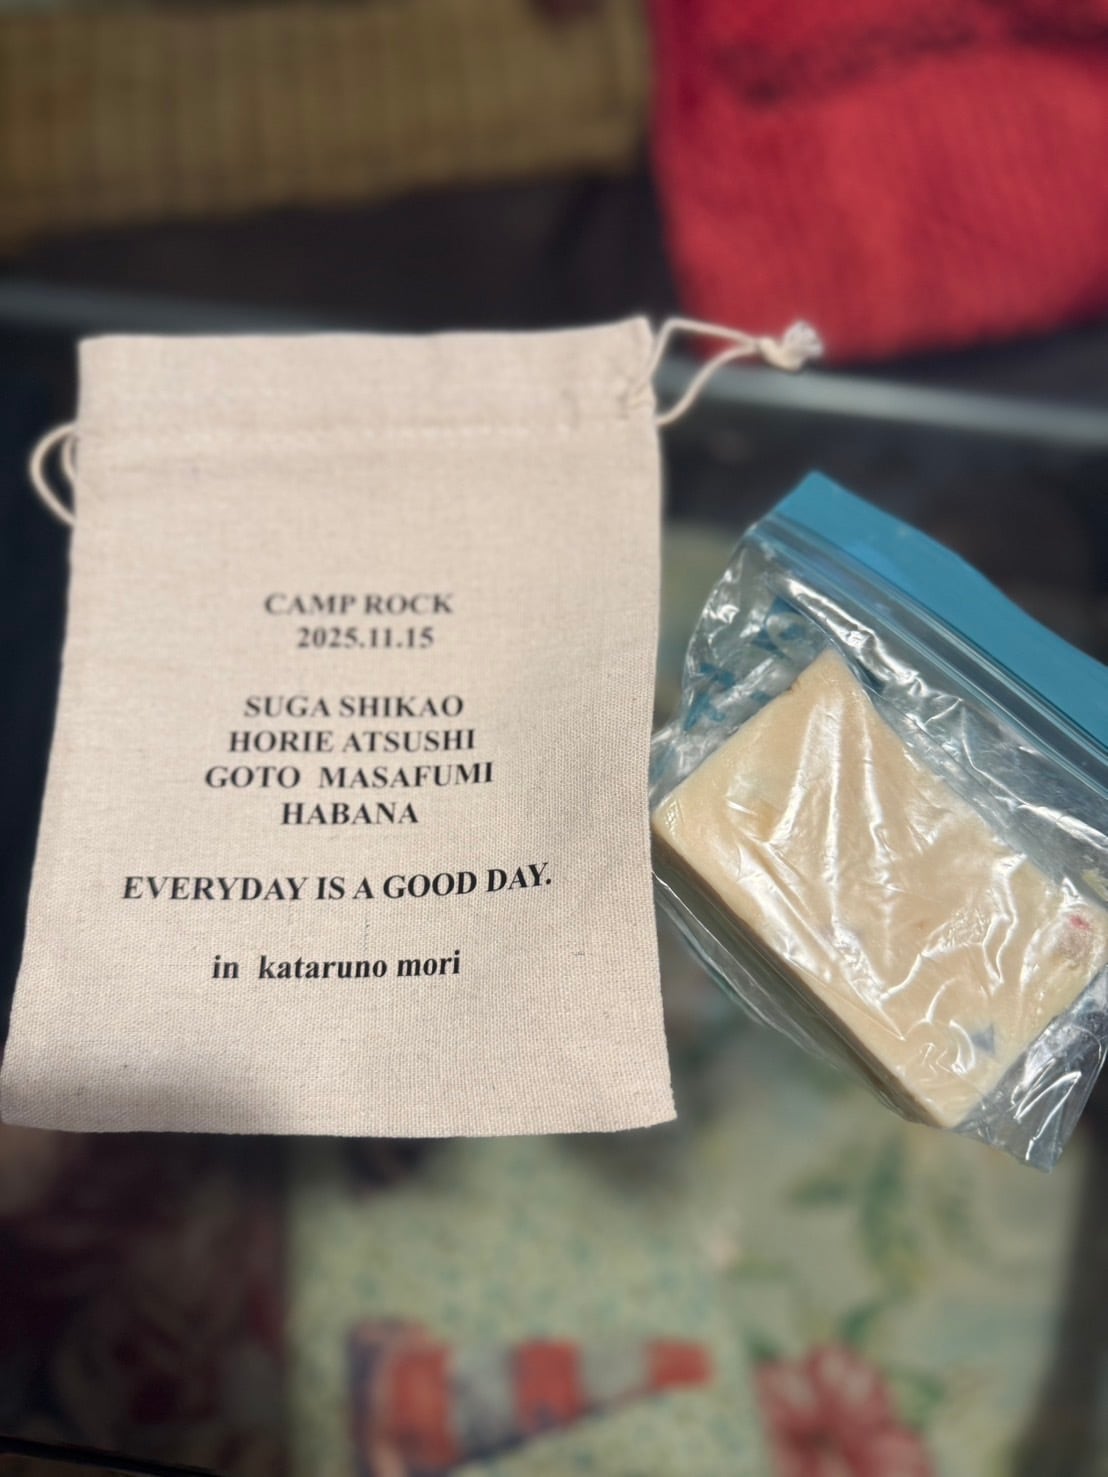 CAMP ROCK
2025.11.15
SUGA SHIKAO
HORIE ATSUSHI
GOTO MASAFUMI
HABANA
EVERYDAY IS A GOOD DAY.
in kataruno mori